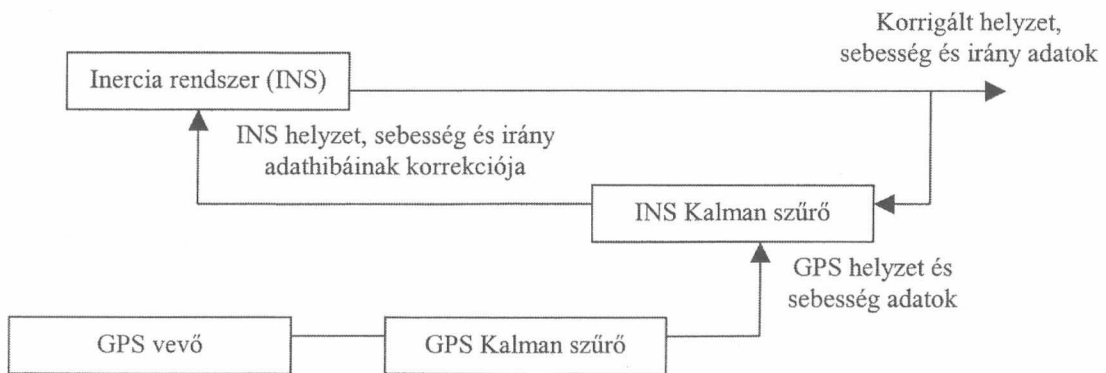 Korrigált helyzet,
sebesség és irány adatok
Inercia rendszer (INS)
INS helyzet, sebesség és irány
adathibáinak korrekciója
INS Kalman szűrő
GPS helyzet és
sebesség adatok
GPS vevő
GPS Kalman szűrő